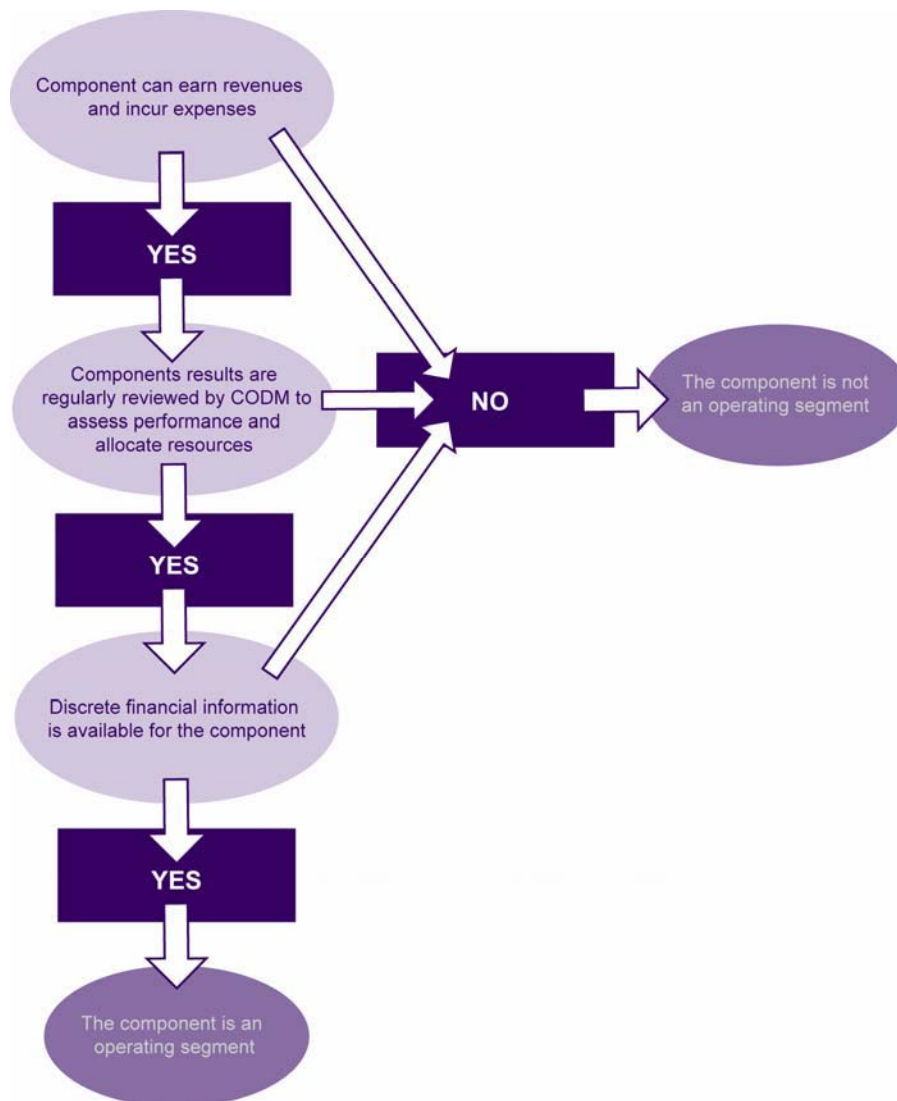 Component can earn revenues
and incur expenses
YES
Components results are
regularly reviewed by CODM to
assess performance and
allocate resources
NO
The component is not
an operating segment
YES
Discrete financial information
is available for the component
YES
The component is an
operating segment